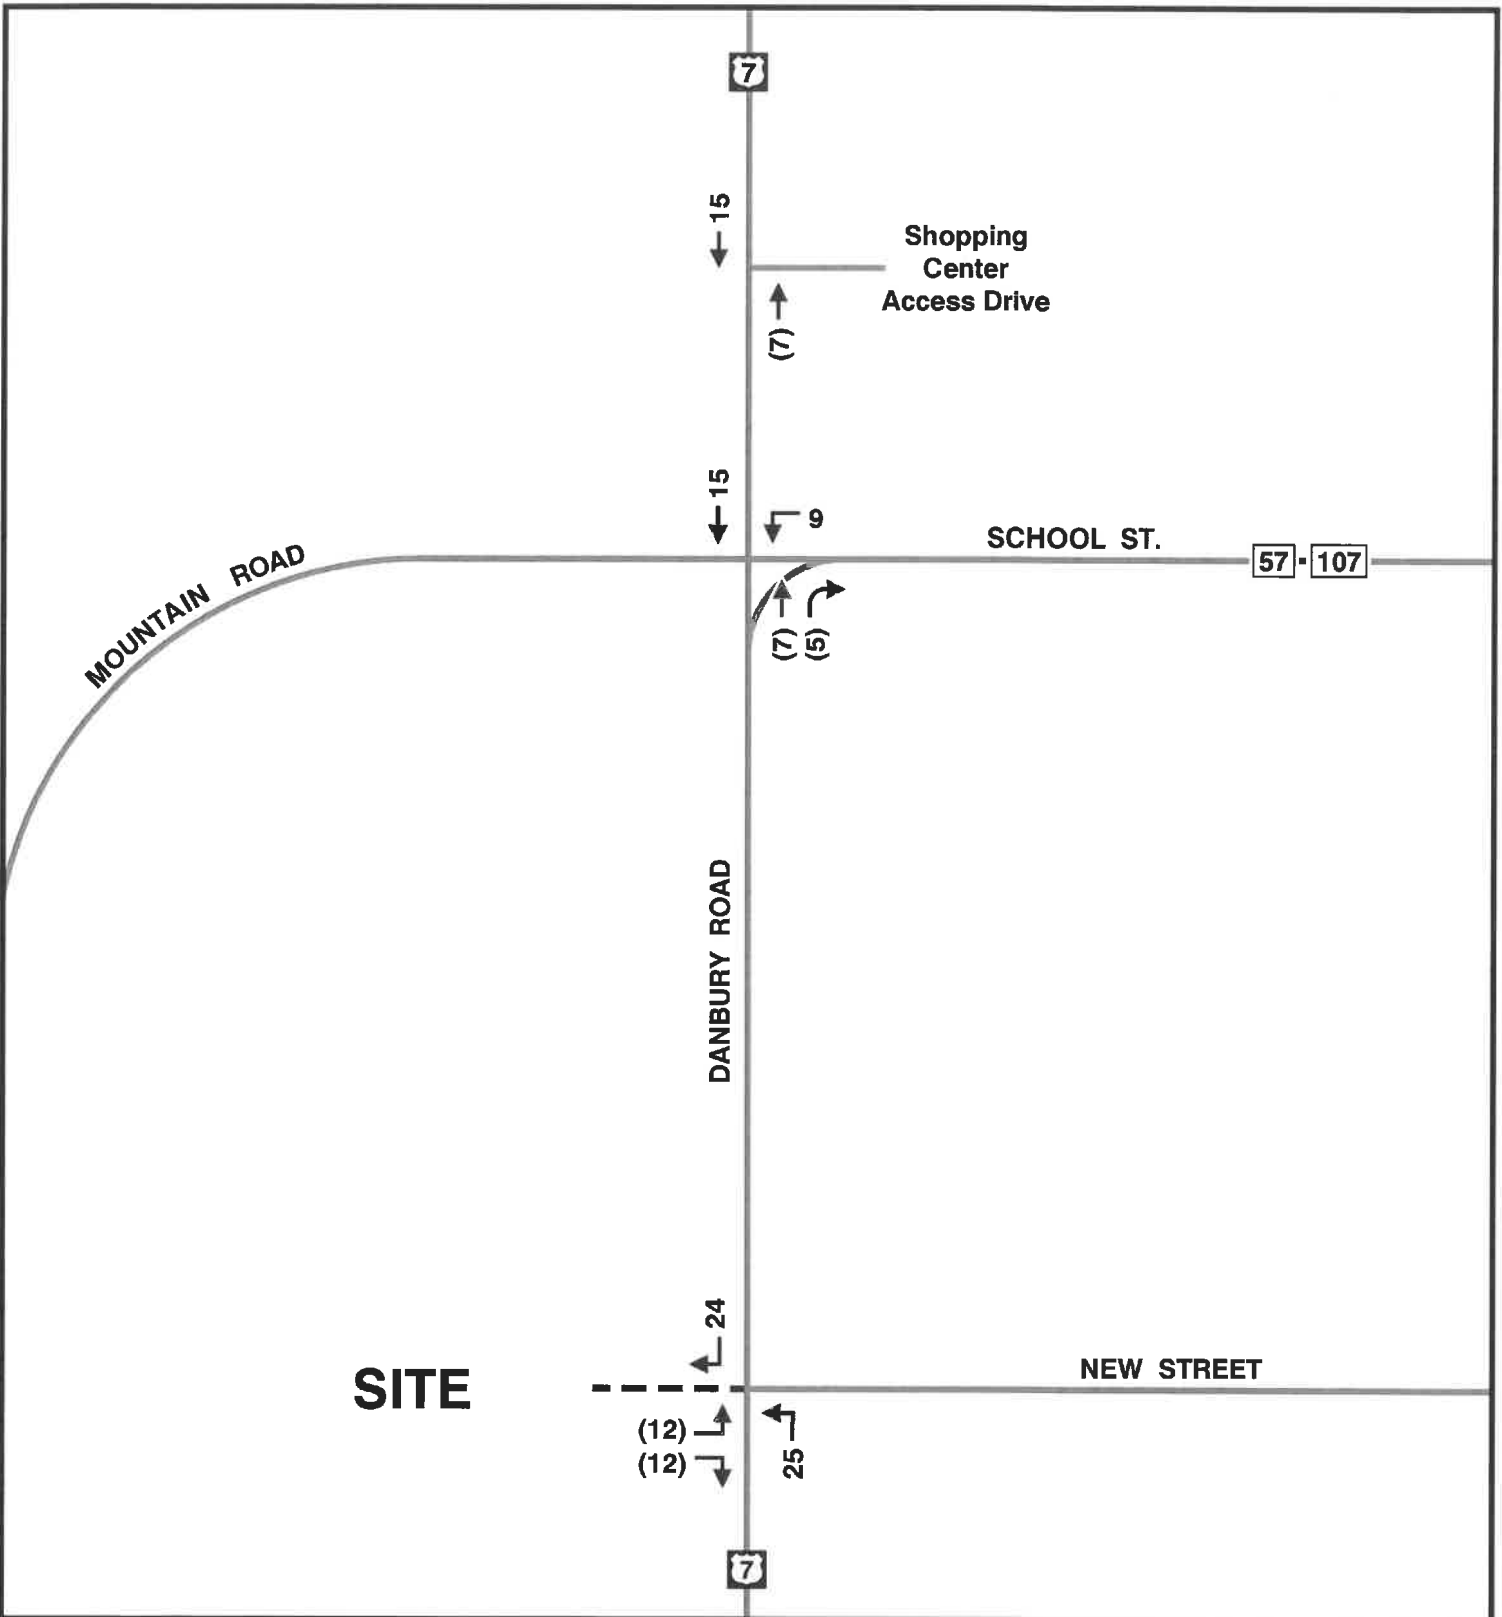 7
15
Shopping
Center
Access Drive
(7)
15
9
SCHOOL ST.
57 - 107
MOUNTAIN ROAD
(7)
(5)
DANBURY ROAD
24
NEW STREET
SITE
(12)
(12)
25
7